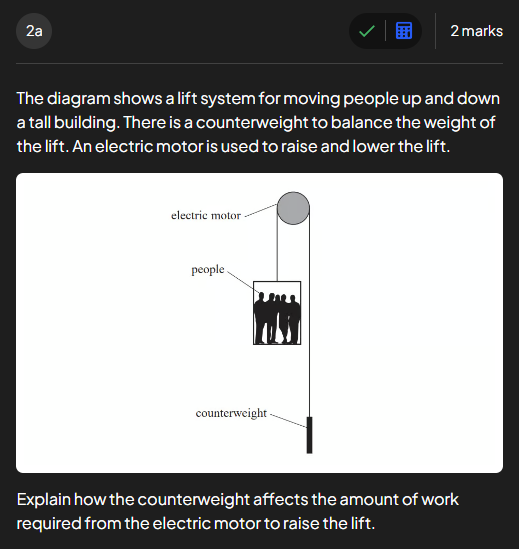 2a
2 marks
The diagram shows a lift system for moving people up and down
a tall building. There is a counterweight to balance the weight of
the lift. An electric motor is used to raise and lower the lift.
electric motor
people
counterweight
Explain how the counterweight affects the amount of work
required from the electric motor to raise the lift.